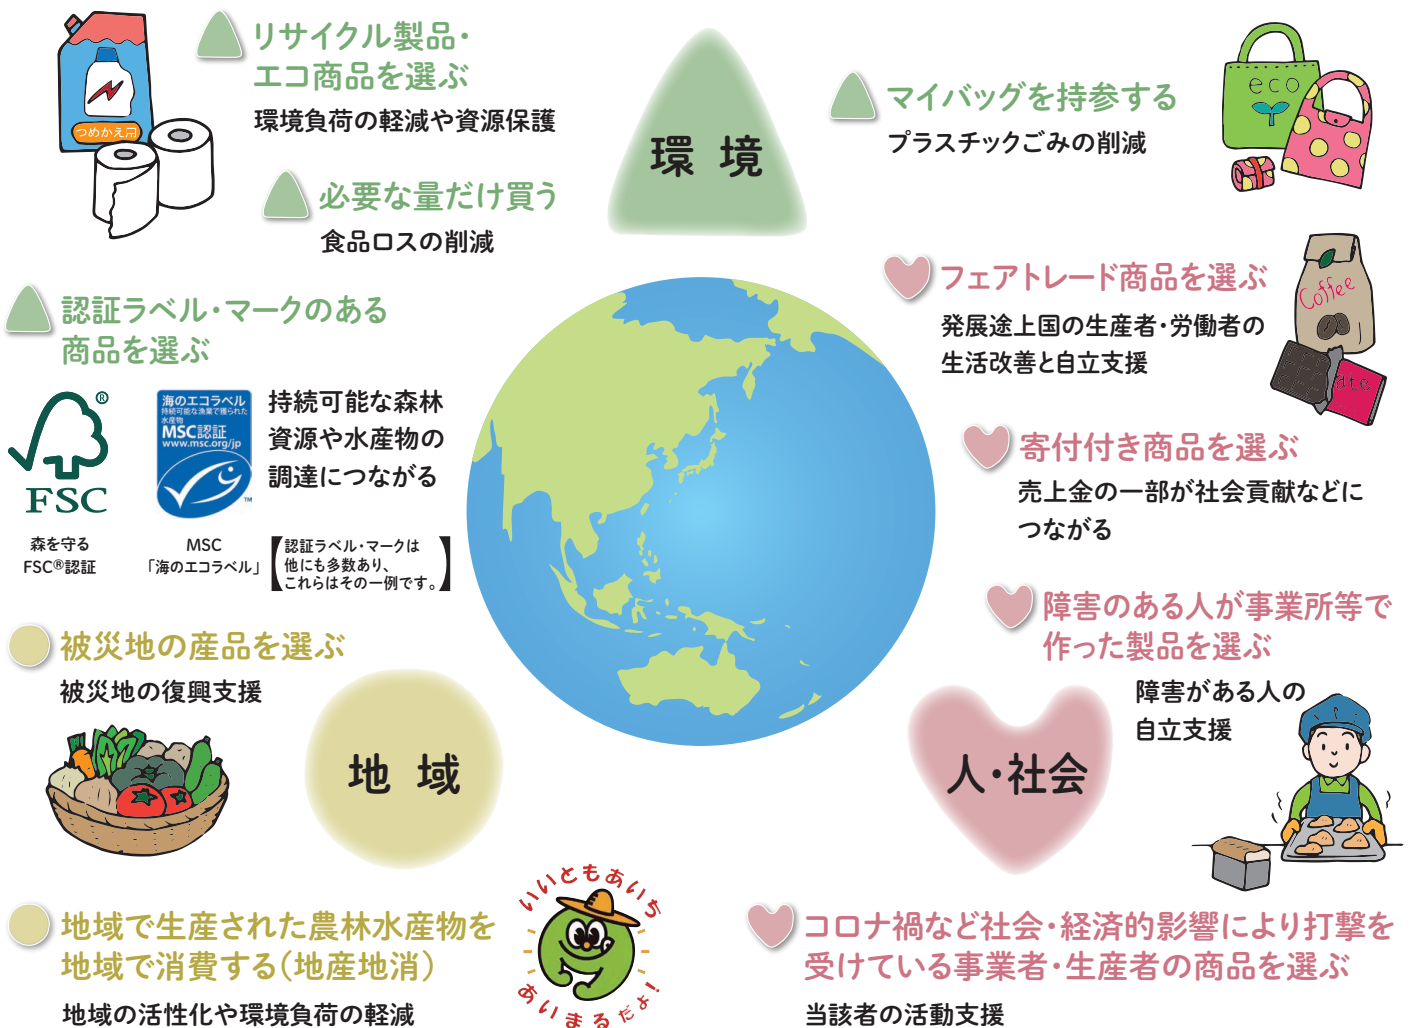 リサイクル製品・
エコ商品を選ぶ
環境負荷の軽減や資源保護
つめかえ用
必要な量だけ買う
食品ロスの削減
環 境
マイバッグを持参する
プラスチックごみの削減
eco
認証ラベル・マークのある
商品を選ぶ
®
FSC
森を守る
FSC®認証
海のエコラベル
持続可能な漁業で獲られた
水産物
MSC認証
www.msc.org/jp
TM
MSC
「海のエコラベル」
持続可能な森林
資源や水産物の
調達につながる
【認証ラベル・マークは
他にも多数あり、
これらはその一例です。】
フェアトレード商品を選ぶ
発展途上国の生産者・労働者の
生活改善と自立支援
Coffee
ate
寄付付き商品を選ぶ
売上金の一部が社会貢献などに
つながる
障害のある人が事業所等で
作った製品を選ぶ
障害がある人の
自立支援
人・社会
被災地の産品を選ぶ
被災地の復興支援
地 域
地域で生産された農林水産物を
地域で消費する(地産地消)
地域の活性化や環境負荷の軽減
いいともあいち
あいまるだよ!
コロナ禍など社会・経済的影響により打撃を
受けている事業者・生産者の商品を選ぶ
当該者の活動支援